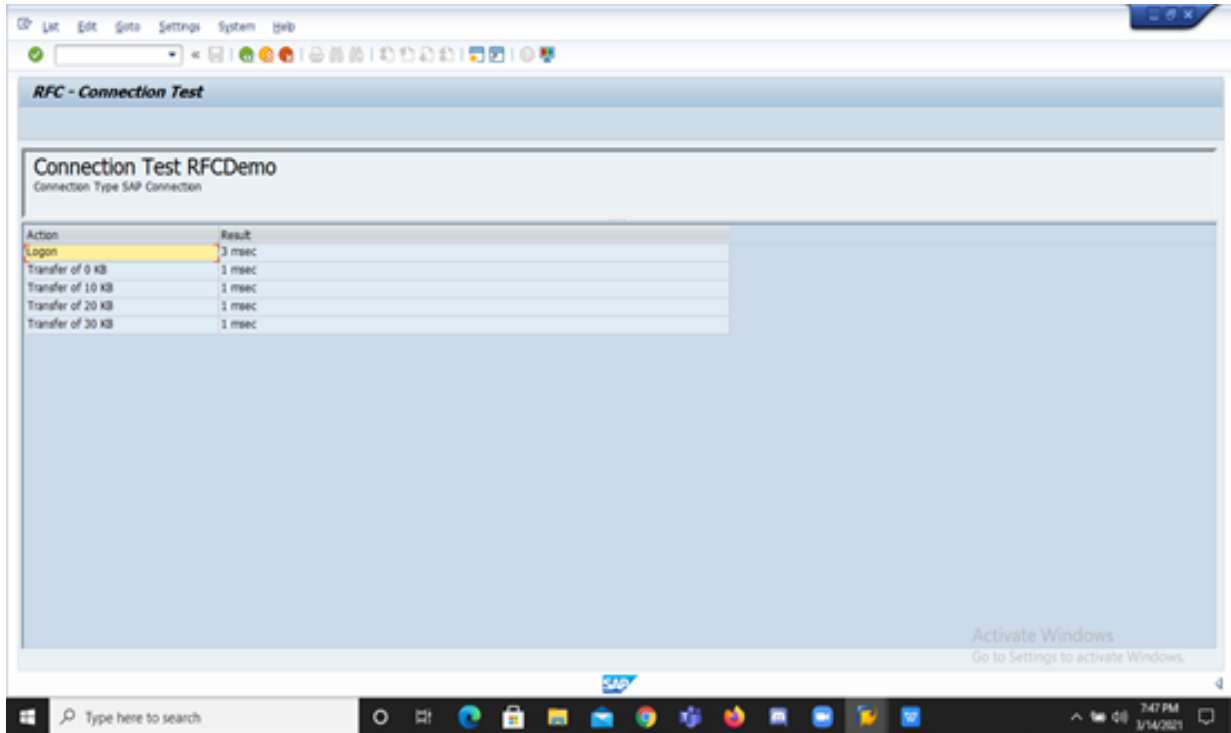 List Edit Goto Settings System Help
RFC - Connection Test
Connection Test RFCDemo
Connection Type SAP Connection
Action Result
Logon 3 msec
Transfer of 0 KB 1 msec
Transfer of 10 KB 1 msec
Transfer of 20 KB 1 msec
Transfer of 30 KB 1 msec
Activate Windows
Go to Settings to activate Windows.
SAP
Type here to search
7:47 PM
3/14/2021